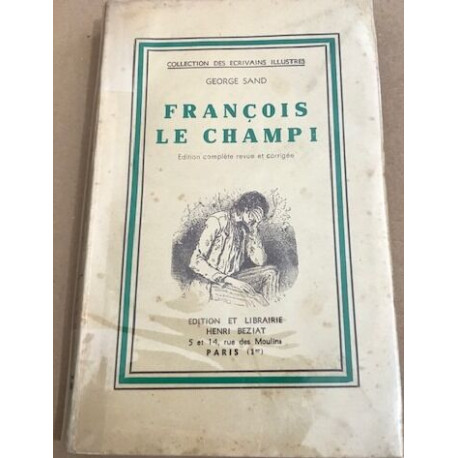 COLLECTION DES ECRIVAINS ILLUSTRES
GEORGE SAND
FRANÇOIS
LE CHAMPI
Edition complète revue et corrigée
EDITION ET LIBRAIRIE
HENRI BEZIAT
5 et 14, rue des Moulins
PARIS (1er)